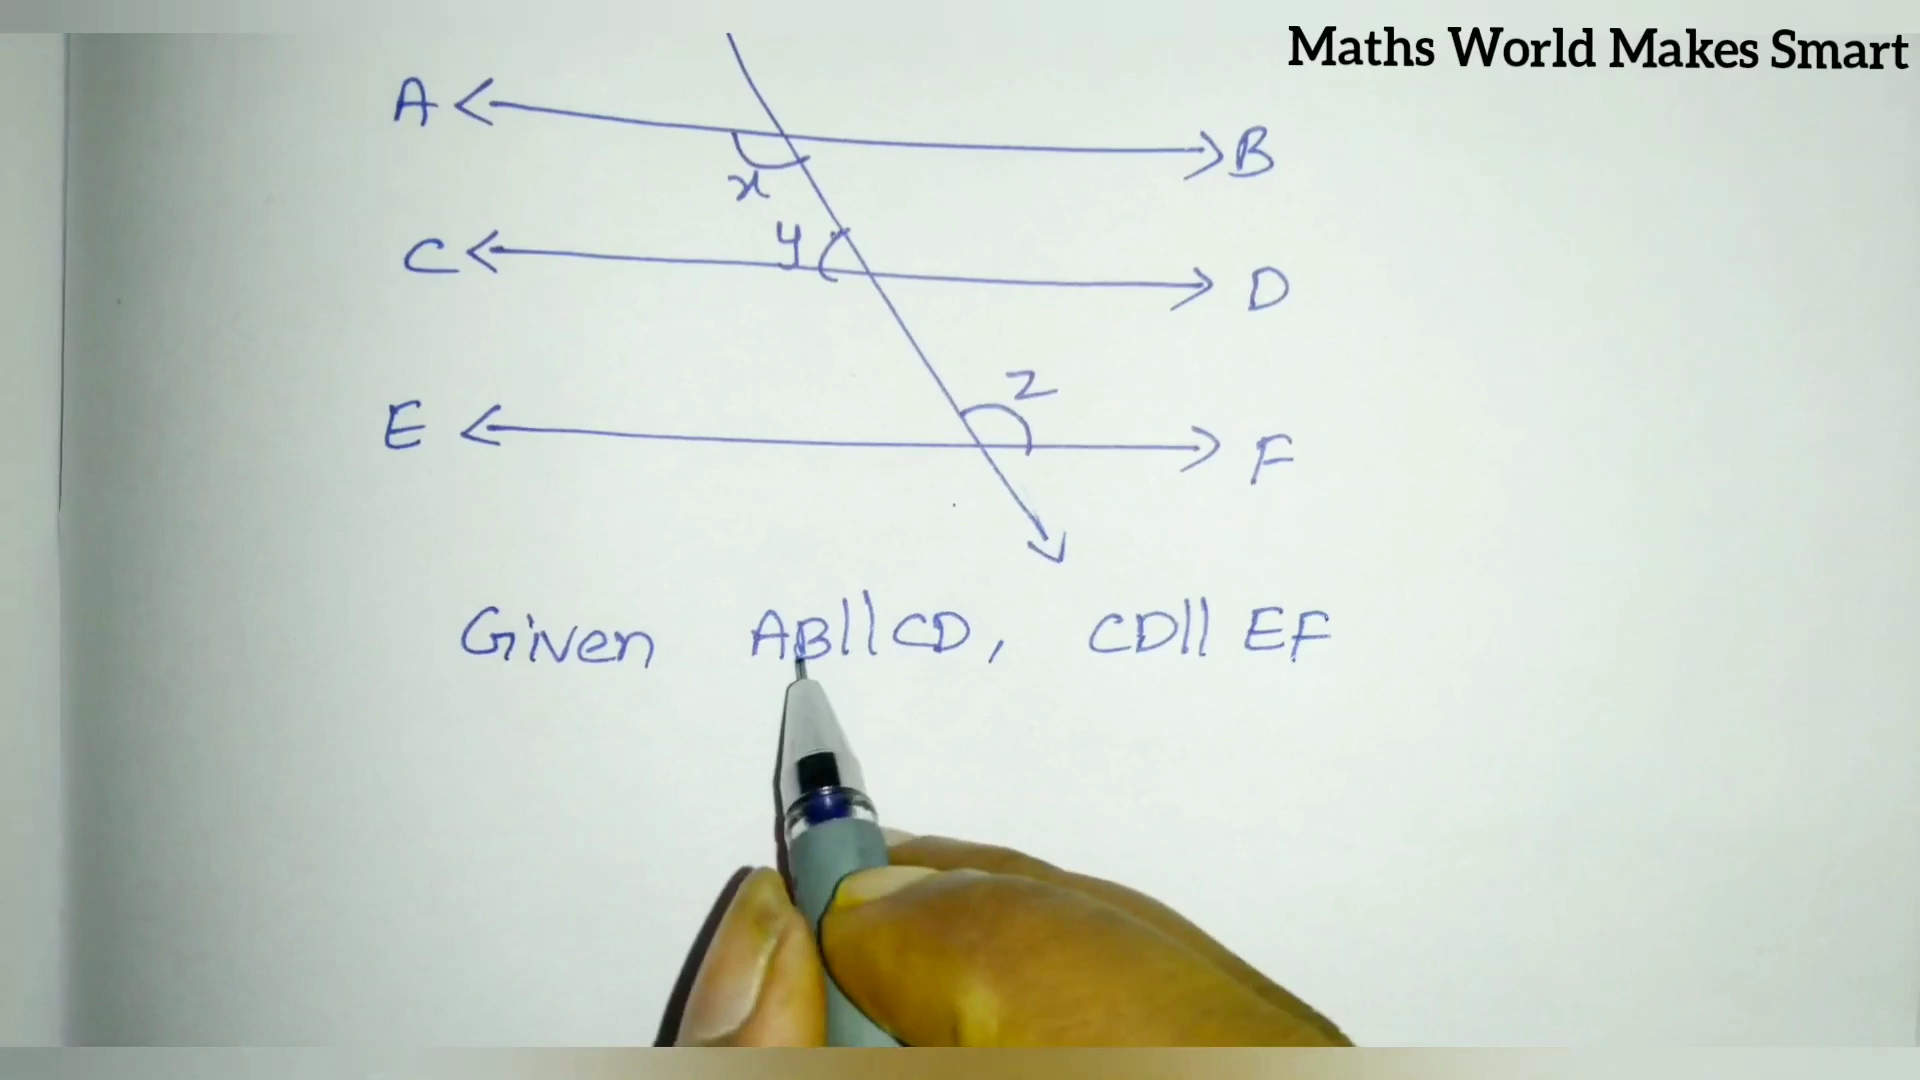 Maths World Makes Smart
A B
x
y
C D
z
E F
Given AB||CD, CD|| EF